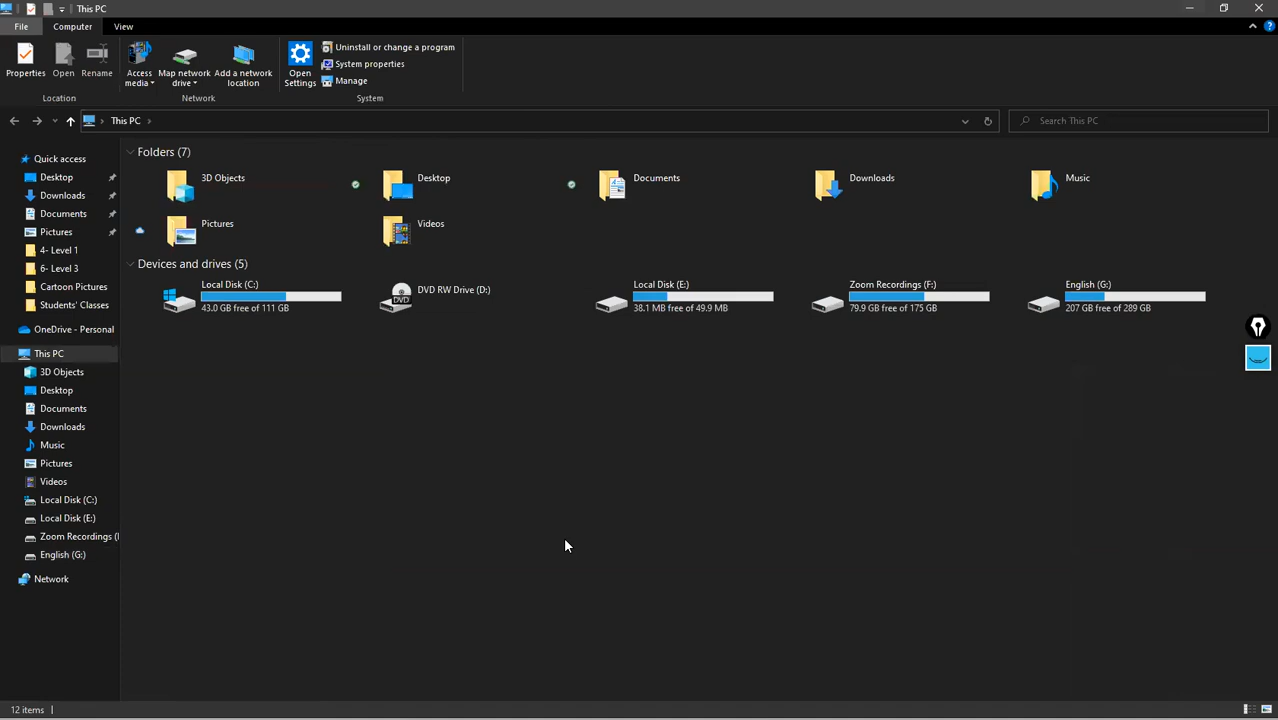 This PC
File
Computer
View
Properties
Open
Rename
Access media
Map network drive
Add a network location
Open Settings
Uninstall or change a program
System properties
Manage
Location
Network
System
This PC
Search This PC
Quick access
Desktop
Downloads
Documents
Pictures
4- Level 1
6- Level 3
Cartoon Pictures
Students' Classes
OneDrive - Personal
This PC
3D Objects
Desktop
Documents
Downloads
Music
Pictures
Videos
Local Disk (C:)
Local Disk (E:)
Zoom Recordings (
English (G:)
Network
Folders (7)
3D Objects
Desktop
Documents
Downloads
Music
Pictures
Videos
Devices and drives (5)
Local Disk (C:)
43.0 GB free of 111 GB
DVD RW Drive (D:)
DVD
Local Disk (E:)
38.1 MB free of 49.9 MB
Zoom Recordings (F:)
79.9 GB free of 175 GB
English (G:)
207 GB free of 289 GB
12 items